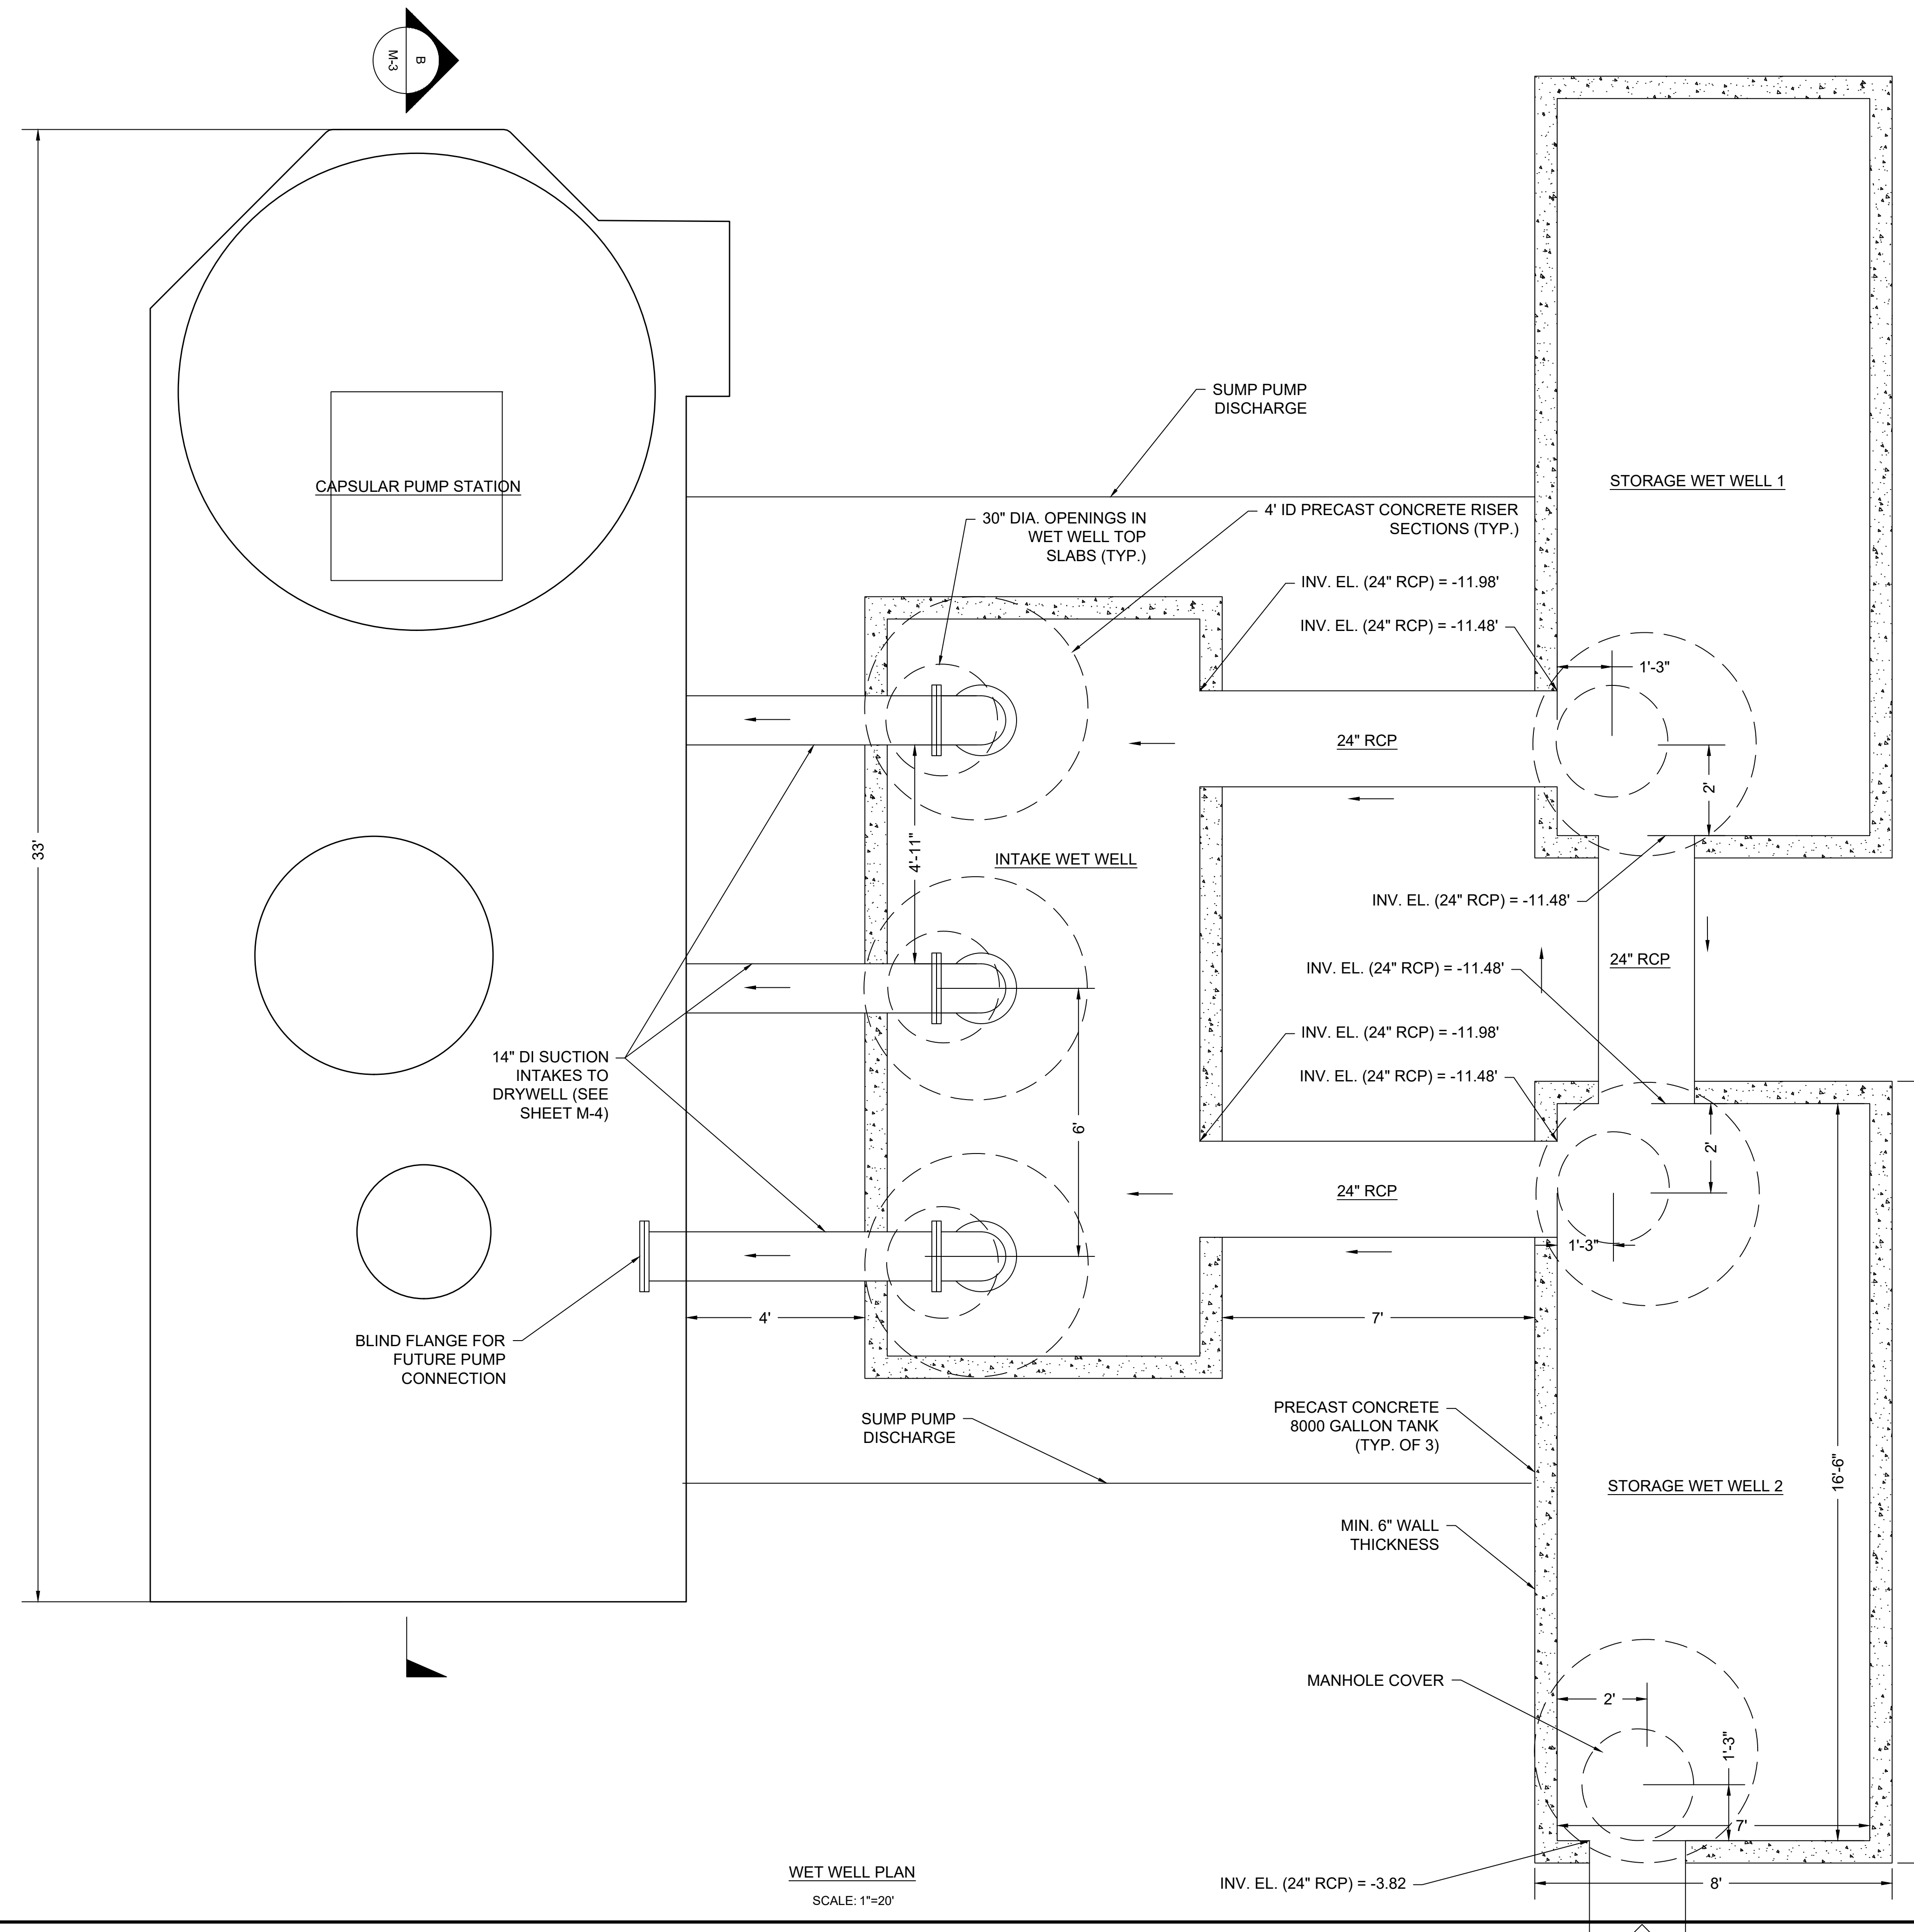 B
M-3
SUMP PUMP
DISCHARGE
CAPSULAR PUMP STATION
STORAGE WET WELL 1
30" DIA. OPENINGS IN
WET WELL TOP
SLABS (TYP.)
4' ID PRECAST CONCRETE RISER
SECTIONS (TYP.)
INV. EL. (24" RCP) = -11.98'
INV. EL. (24" RCP) = -11.48'
1'-3"
24" RCP
2'
33'
4'-11"
INTAKE WET WELL
INV. EL. (24" RCP) = -11.48'
24" RCP
INV. EL. (24" RCP) = -11.48'
INV. EL. (24" RCP) = -11.98'
INV. EL. (24" RCP) = -11.48'
14" DI SUCTION
INTAKES TO
DRYWELL (SEE
SHEET M-4)
6'
2'
24" RCP
1'-3"
4'
7'
BLIND FLANGE FOR
FUTURE PUMP
CONNECTION
SUMP PUMP
DISCHARGE
PRECAST CONCRETE
8000 GALLON TANK
(TYP. OF 3)
16'-6"
STORAGE WET WELL 2
MIN. 6" WALL
THICKNESS
MANHOLE COVER
2'
1'-3"
7'
WET WELL PLAN
SCALE: 1"=20'
INV. EL. (24" RCP) = -3.82
8'